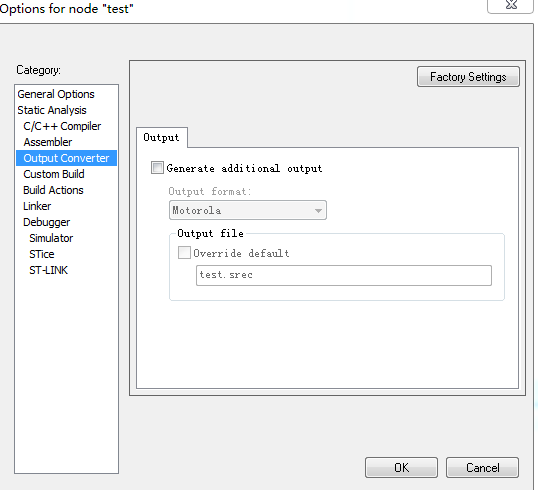 Options for node "test"
Category:
Factory Settings
General Options
Static Analysis
C/C++ Compiler
Assembler
Output Converter
Custom Build
Build Actions
Linker
Debugger
Simulator
STice
ST-LINK
Output
Generate additional output
Output format:
Motorola
Output file
Override default
test.srec
OK
Cancel